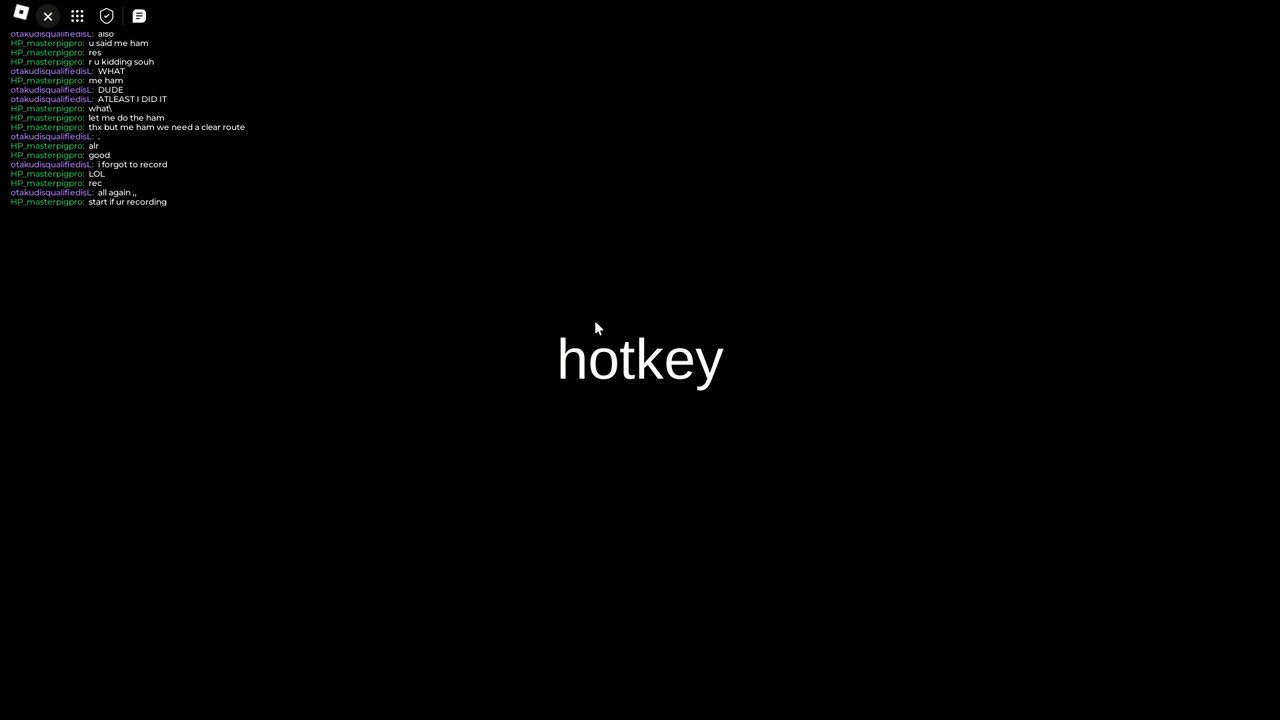 otakudisqualifiedisL: also
HP_masterpigpro: u said me ham
HP_masterpigpro: res
HP_masterpigpro: r u kidding souh
otakudisqualifiedisL: WHAT
HP_masterpigpro: me ham
otakudisqualifiedisL: DUDE
otakudisqualifiedisL: ATLEAST I DID IT
HP_masterpigpro: what\
HP_masterpigpro: let me do the ham
HP_masterpigpro: thx but me ham we need a clear route
otakudisqualifiedisL: .
HP_masterpigpro: alr
HP_masterpigpro: good
otakudisqualifiedisL: i forgot to record
HP_masterpigpro: LOL
HP_masterpigpro: rec
otakudisqualifiedisL: all again ,,
HP_masterpigpro: start if ur recording
hotkey